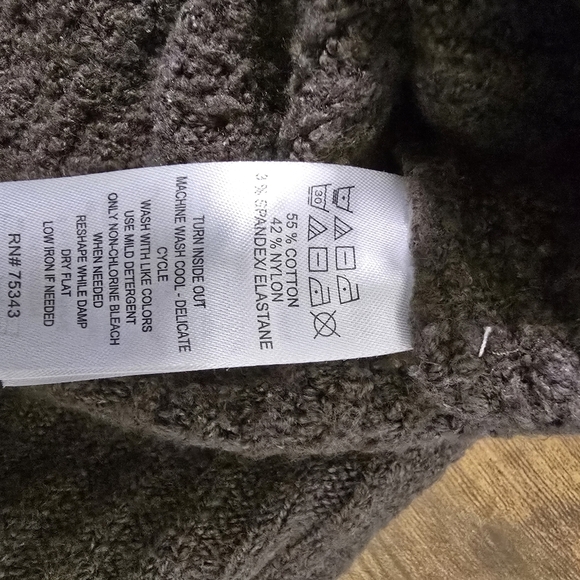 30
55 % COTTON
42 % NYLON
3 % SPANDEX/ ELASTANE
TURN INSIDE OUT
MACHINE WASH COOL - DELICATE
CYCLE
WASH WITH LIKE COLORS
USE MILD DETERGENT
ONLY NON-CHLORINE BLEACH
WHEN NEEDED
RESHAPE WHILE DAMP
DRY FLAT
LOW IRON IF NEEDED
RN# 75343